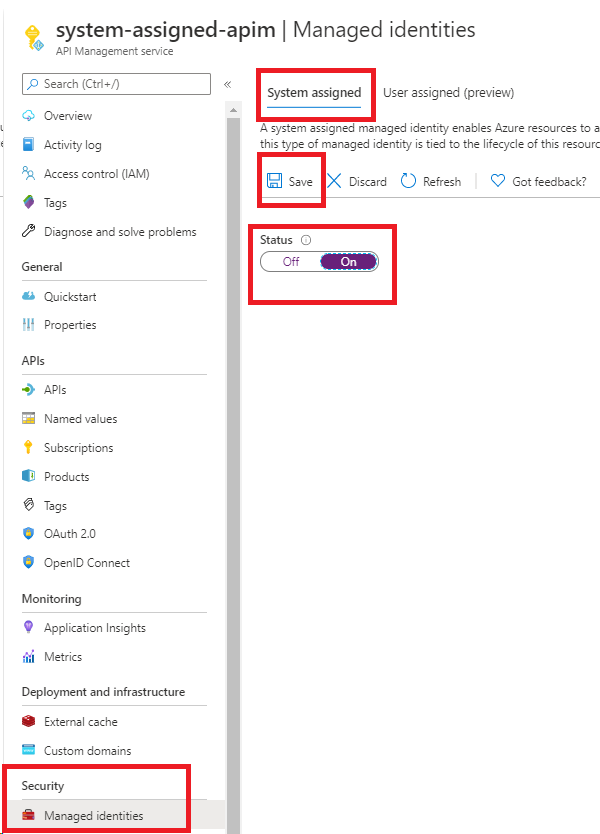 system-assigned-apim | Managed identities
API Management service
Search (Ctrl+/)
«
Overview
Activity log
Access control (IAM)
Tags
Diagnose and solve problems
General
Quickstart
Properties
APIs
APIs
Named values
Subscriptions
Products
Tags
OAuth 2.0
OpenID Connect
Monitoring
Application Insights
Metrics
Deployment and infrastructure
External cache
Custom domains
Security
Managed identities
System assigned User assigned (preview)
A system assigned managed identity enables Azure resources to a
this type of managed identity is tied to the lifecycle of this resourc
Save Discard Refresh Got feedback?
Status
Off On